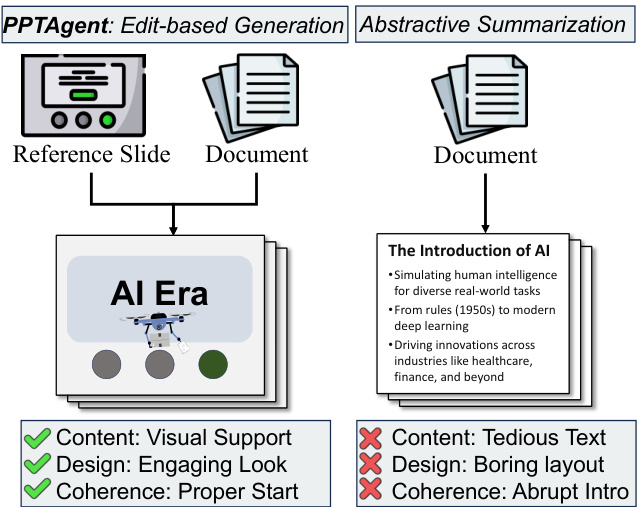 PPTAgent: Edit-based Generation
Reference Slide
Document
AI Era
Content: Visual Support
Design: Engaging Look
Coherence: Proper Start
Abstractive Summarization
Document
The Introduction of AI
•Simulating human intelligence
for diverse real-world tasks
•From rules (1950s) to modern
deep learning
•Driving innovations across
industries like healthcare,
finance, and beyond
Content: Tedious Text
Design: Boring layout
Coherence: Abrupt Intro